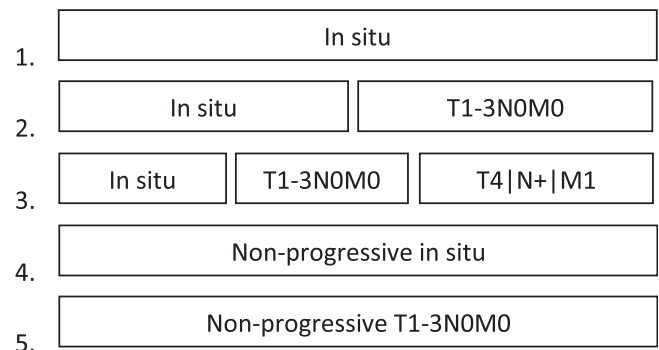 1. In situ
2. In situ T1-3N0M0
3. In situ T1-3N0M0 T4|N+|M1
4. Non-progressive in situ
5. Non-progressive T1-3N0M0